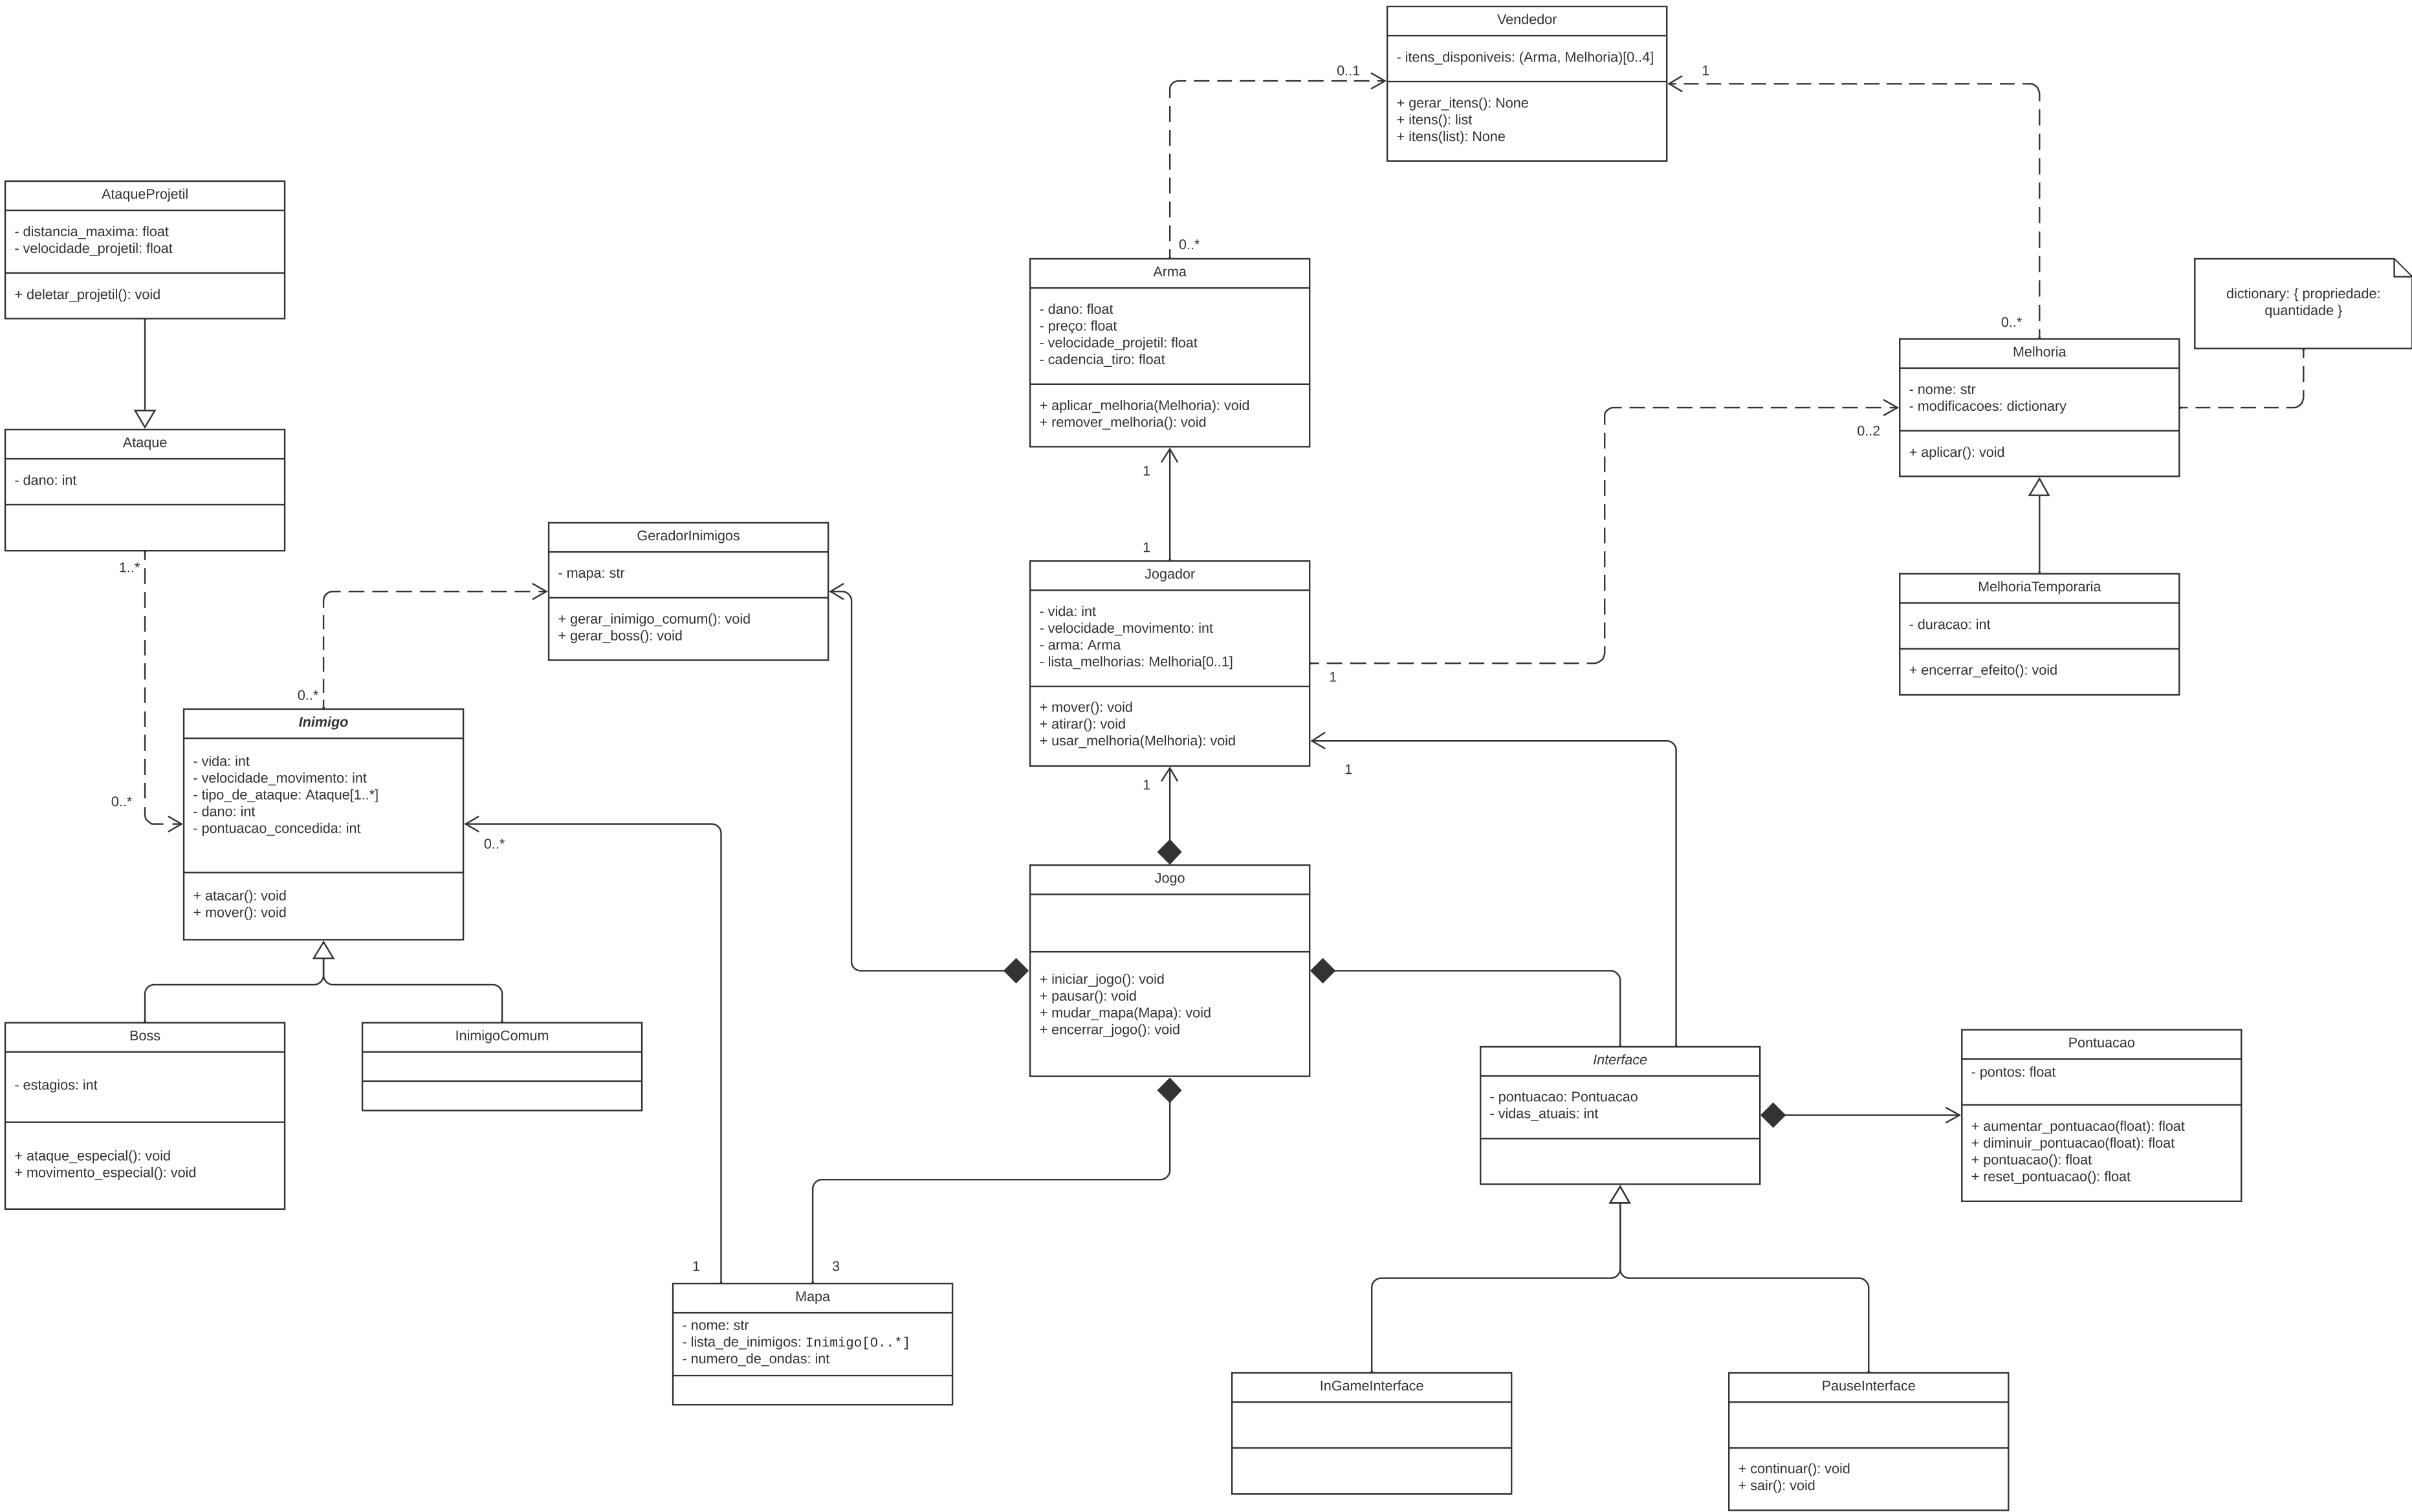 Vendedor
- itens_disponiveis: (Arma, Melhoria)[0..4]
+ gerar_itens(): None
+ itens(): list
+ itens(list): None
0..1
1
AtaqueProjetil
- distancia_maxima: float
- velocidade_projetil: float
+ deletar_projetil(): void
0..*
Arma
- dano: float
- preço: float
- velocidade_projetil: float
- cadencia_tiro: float
+ aplicar_melhoria(Melhoria): void
+ remover_melhoria(): void
dictionary: { propriedade:
quantidade }
0..*
Melhoria
- nome: str
- modificacoes: dictionary
+ aplicar(): void
0..2
Ataque
- dano: int
1..*
1
1
GeradorInimigos
- mapa: str
+ gerar_inimigo_comum(): void
+ gerar_boss(): void
Jogador
- vida: int
- velocidade_movimento: int
- arma: Arma
- lista_melhorias: Melhoria[0..1]
+ mover(): void
+ atirar(): void
+ usar_melhoria(Melhoria): void
1
1
1
MelhoriaTemporaria
- duracao: int
+ encerrar_efeito(): void
0..*
Inimigo
- vida: int
- velocidade_movimento: int
- tipo_de_ataque: Ataque[1..*]
- dano: int
- pontuacao_concedida: int
+ atacar(): void
+ mover(): void
0..*
0..*
Jogo
+ iniciar_jogo(): void
+ pausar(): void
+ mudar_mapa(Mapa): void
+ encerrar_jogo(): void
Boss
- estagios: int
+ ataque_especial(): void
+ movimento_especial(): void
InimigoComum
Interface
- pontuacao: Pontuacao
- vidas_atuais: int
Pontuacao
- pontos: float
+ aumentar_pontuacao(float): float
+ diminuir_pontuacao(float): float
+ pontuacao(): float
+ reset_pontuacao(): float
1
3
Mapa
- nome: str
- lista_de_inimigos: Inimigo[0..*]
- numero_de_ondas: int
InGameInterface
PauseInterface
+ continuar(): void
+ sair(): void